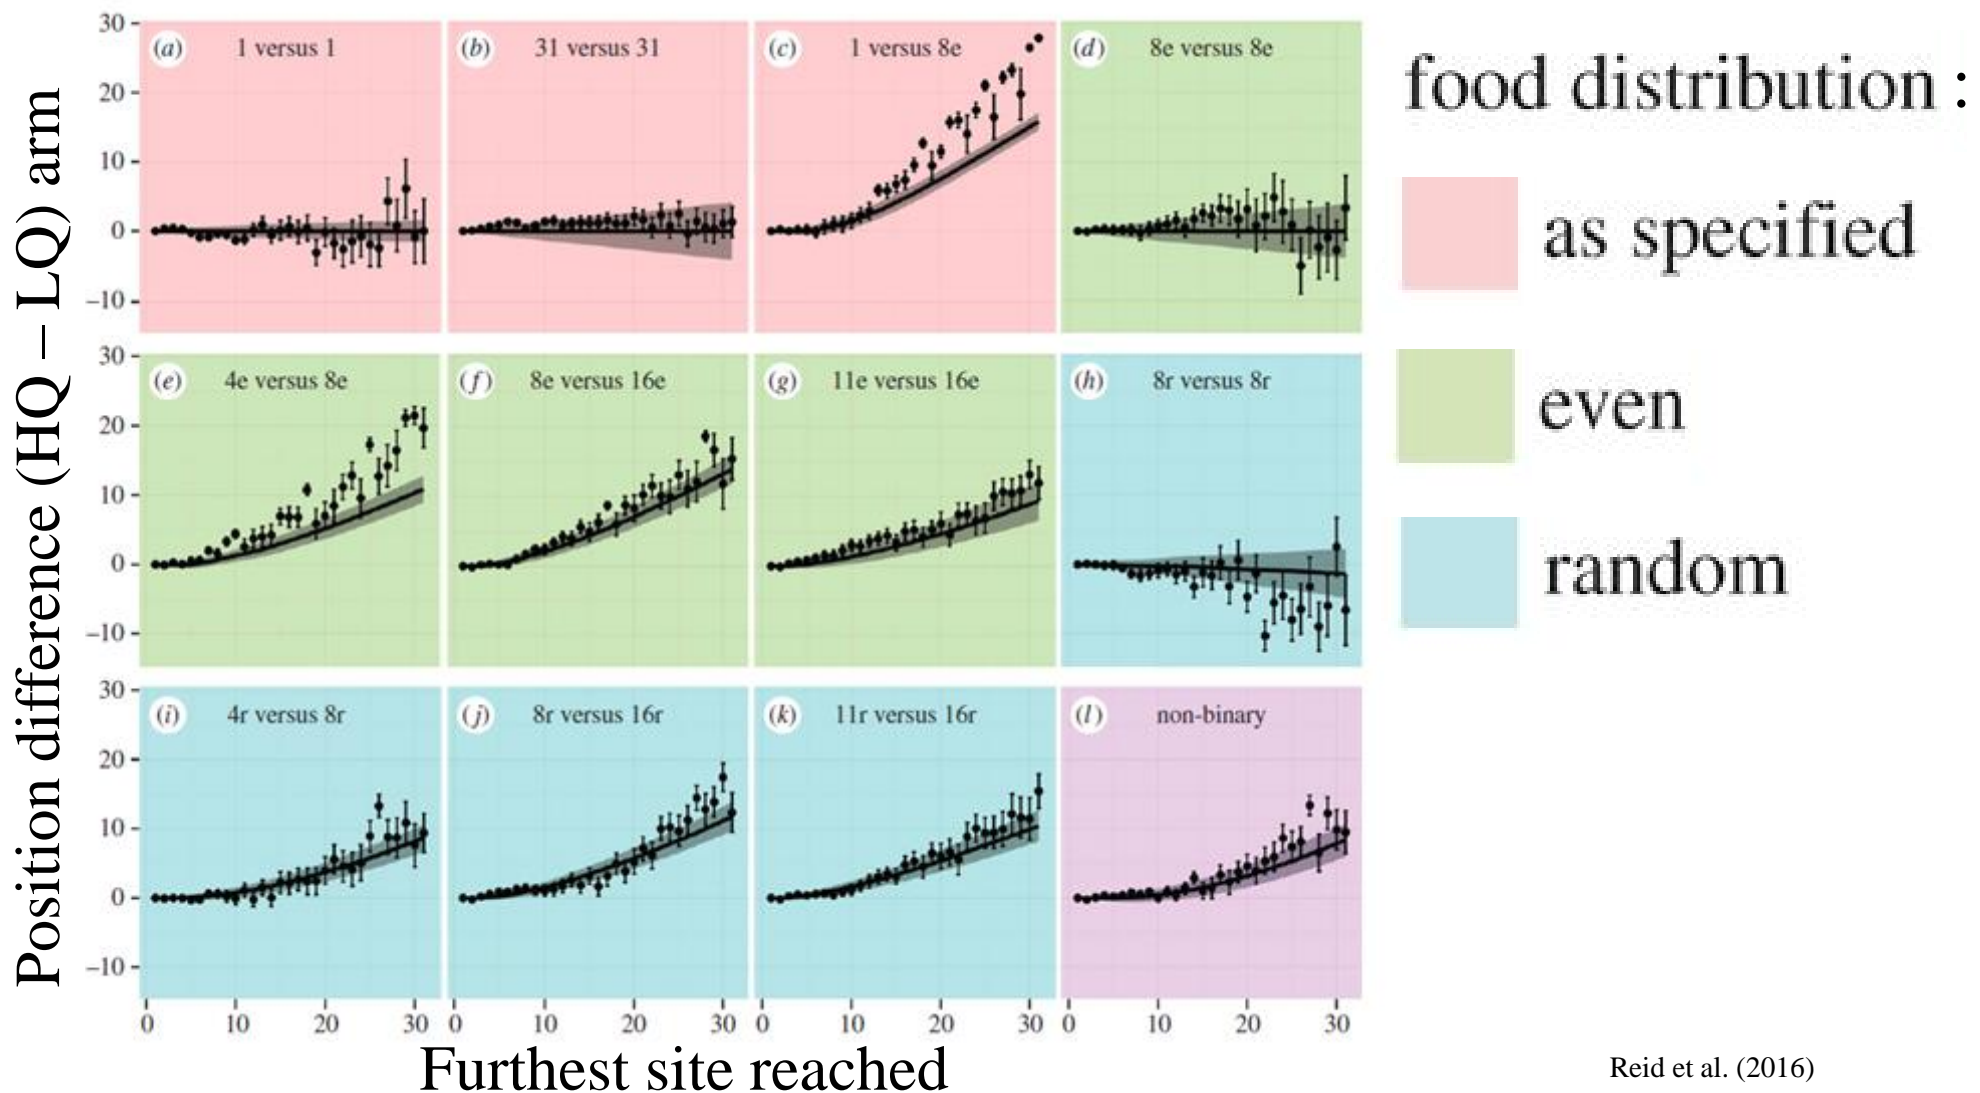 Position difference (HQ – LQ) arm
30
20
10
0
–10
(a) 1 versus 1
(b) 31 versus 31
(c) 1 versus 8e
(d) 8e versus 8e
30
20
10
0
–10
(e) 4e versus 8e
(f) 8e versus 16e
(g) 11e versus 16e
(h) 8r versus 8r
30
20
10
0
–10
(i) 4r versus 8r
(j) 8r versus 16r
(k) 11r versus 16r
(l) non-binary
0 10 20 30 0 10 20 30 0 10 20 30 0 10 20 30
Furthest site reached
food distribution :
as specified
even
random
Reid et al. (2016)